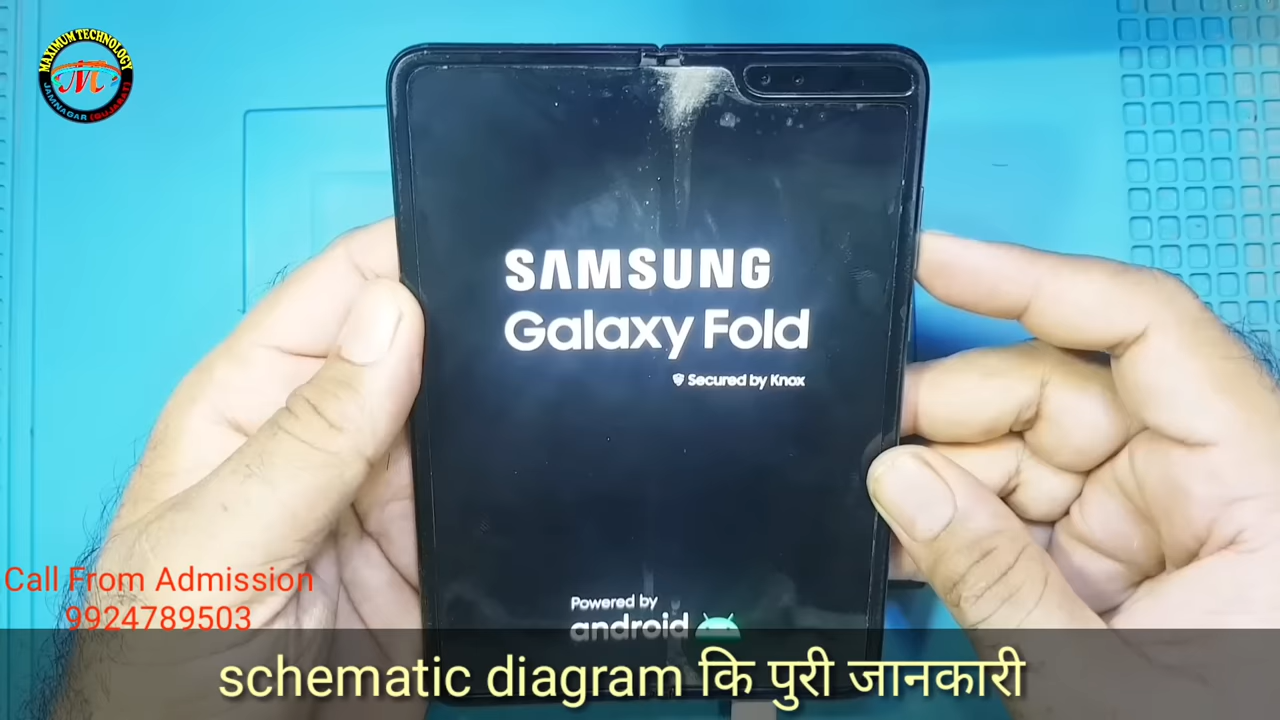 MAXIMUM TECHNOLOGY
M
JAMNAGAR (GUJARAT)
SAMSUNG
Galaxy Fold
Secured by Knox
Powered by
android
Call From Admission
9924789503
schematic diagram कि पुरी जानकारी